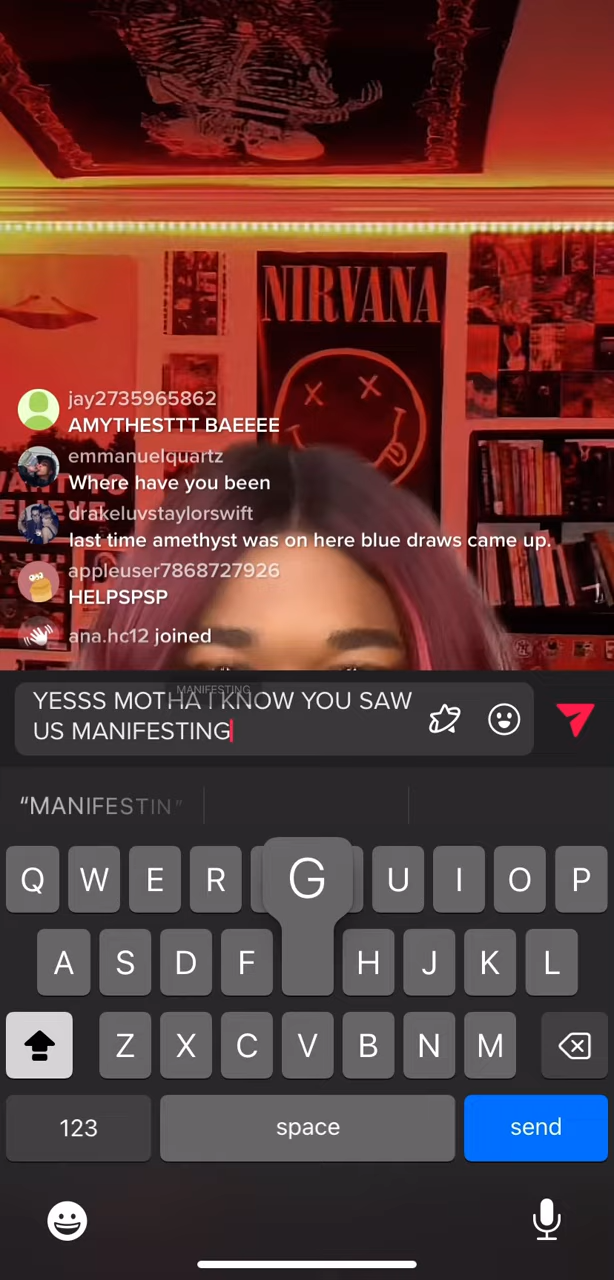 NIRVANA
jay2735965862
AMYTHESTTT BAEEEE
emmanuelquartz
Where have you been
drakeluvstaylorswift
last time amethyst was on here blue draws came up.
appleuser7868727926
HELPSPSP
ana.hc12 joined
MANIFESTING
YESSS MOTHA I KNOW YOU SAW
US MANIFESTING
“MANIFESTIN”
Q W E R G U I O P
A S D F H J K L
Z X C V B N M
123 space send